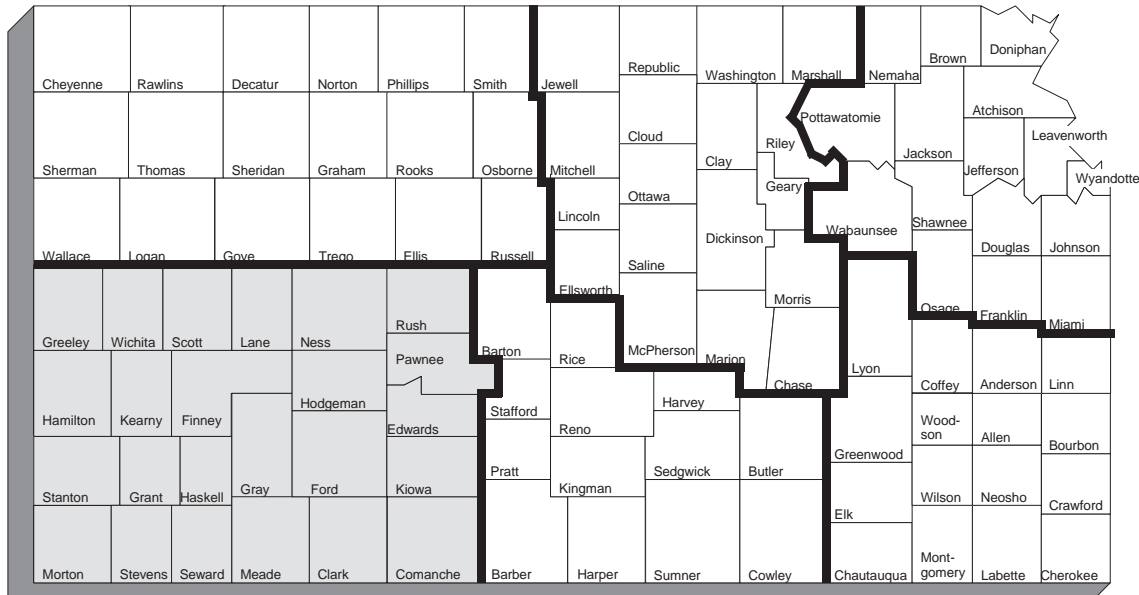 Doniphan
Brown
Republic
Cheyenne Rawlins Decatur Norton Phillips Smith Jewell Washington Marshall Nemaha
Atchison
Pottawatomie
Cloud Riley Leavenworth
Jackson
Clay
Sherman Thomas Sheridan Graham Rooks Osborne Mitchell Jefferson Wyandotte
Geary
Ottawa
Lincoln
Shawnee
Wabaunsee
Dickinson
Douglas Johnson
Wallace Logan Gove Trego Ellis Russell
Saline
Ellsworth
Morris
Osage Franklin Miami
Rush
Greeley Wichita Scott Lane Ness
Barton McPherson
Pawnee Rice Marion
Lyon
Chase Coffey Anderson Linn
Hodgeman Harvey
Stafford
Hamilton Kearny Finney Wood-
son
Edwards Reno Allen
Bourbon
Greenwood
Pratt Sedgwick Butler
Stanton Grant Haskell Gray Ford Kiowa Kingman
Wilson Neosho
Crawford
Elk
Mont-
gomery
Morton Stevens Seward Meade Clark Comanche Barber Harper Sumner Cowley Chautauqua Labette Cherokee